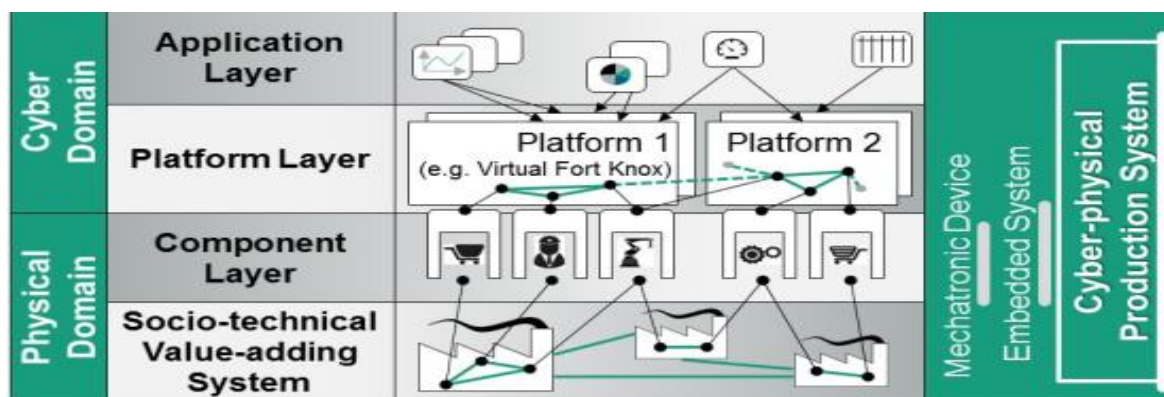 Cyber
Domain
Application
Layer
Platform Layer
Platform 1
(e.g. Virtual Fort Knox)
Platform 2
Physical
Domain
Component
Layer
Socio-technical
Value-adding
System
Mechatronic Device
Embedded System
Cyber-physical
Production System